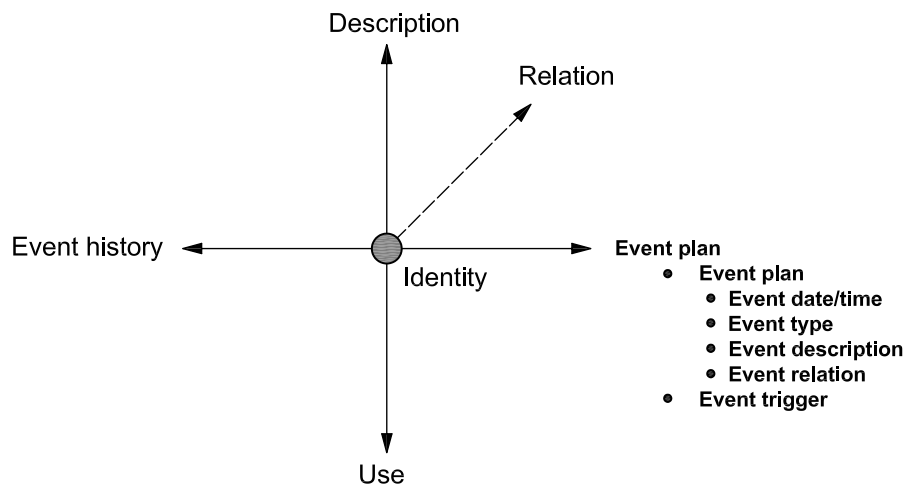 Description
Relation
Event history
Identity
Event plan
Event plan
Event date/time
Event type
Event description
Event relation
Event trigger
Use